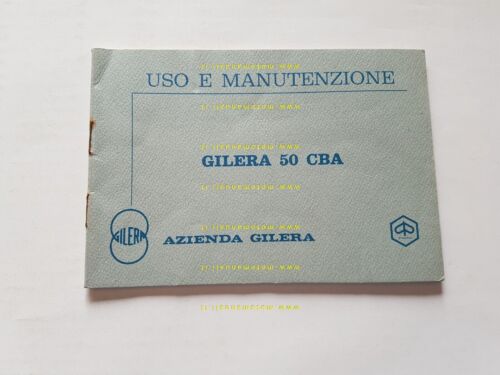 USO E MANUTENZIONE
GILERA 50 CBA
GILERA
AZIENDA GILERA